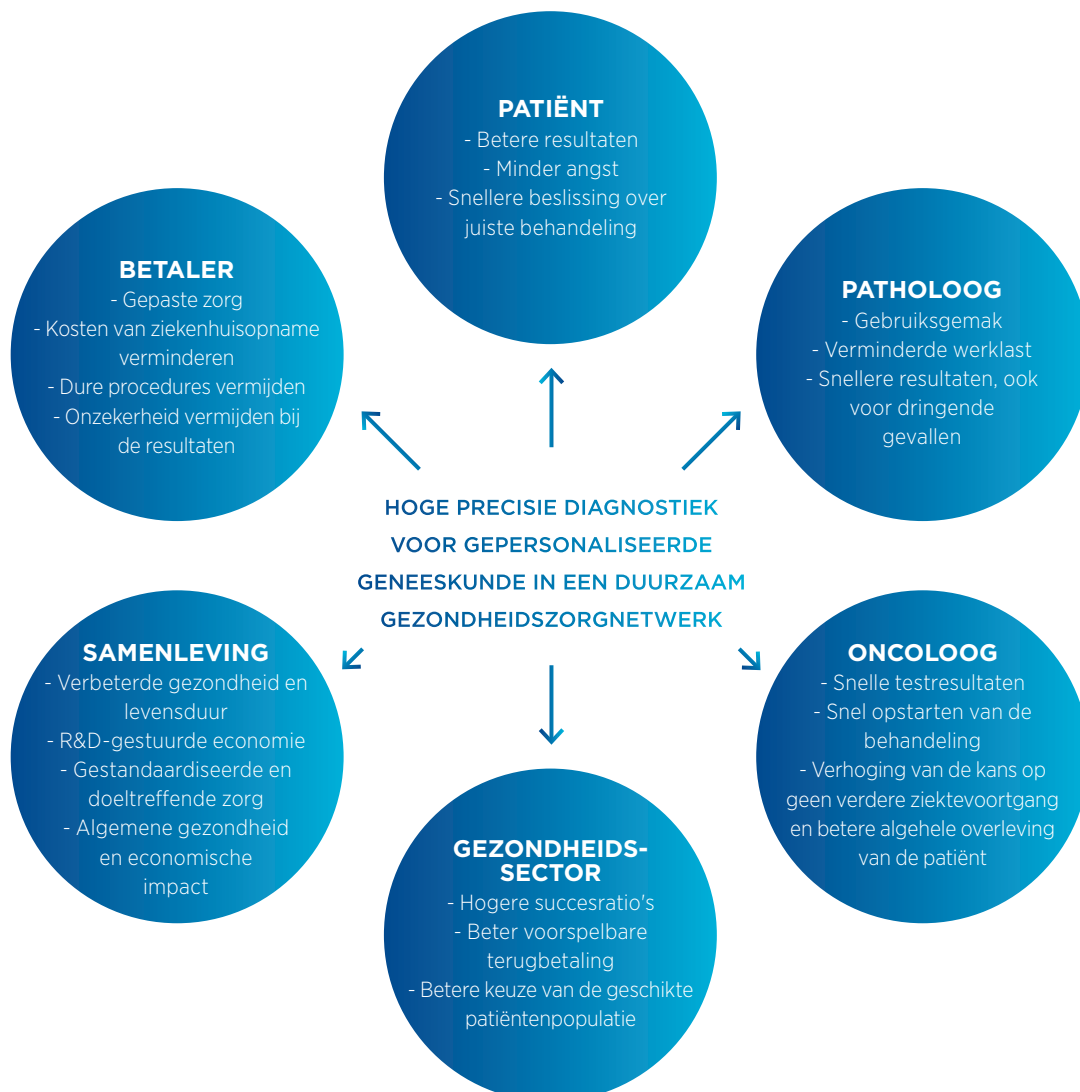 PATIËNT
- Betere resultaten
- Minder angst
- Snellere beslissing over
juiste behandeling
BETALER
- Gepaste zorg
- Kosten van ziekenhuisopname
verminderen
- Dure procedures vermijden
- Onzekerheid vermijden bij
de resultaten
PATHOLOOG
- Gebruiksgemak
- Verminderde werklast
- Snellere resultaten, ook
voor dringende
gevallen
HOGE PRECISIE DIAGNOSTIEK
VOOR GEPERSONALISEERDE
GENEESKUNDE IN EEN DUURZAAM
GEZONDHEIDSZORGNETWERK
SAMENLEVING
- Verbeterde gezondheid en
levensduur
- R&D-gestuurde economie
- Gestandaardiseerde en
doeltreffende zorg
- Algemene gezondheid
en economische
impact
ONCOLOOG
- Snelle testresultaten
- Snel opstarten van de
behandeling
- Verhoging van de kans op
geen verdere ziektevoortgang
en betere algehele overleving
van de patiënt
GEZONDHEIDS-
SECTOR
- Hogere succesratio's
- Beter voorspelbare
terugbetaling
- Betere keuze van de geschikte
patiëntenpopulatie